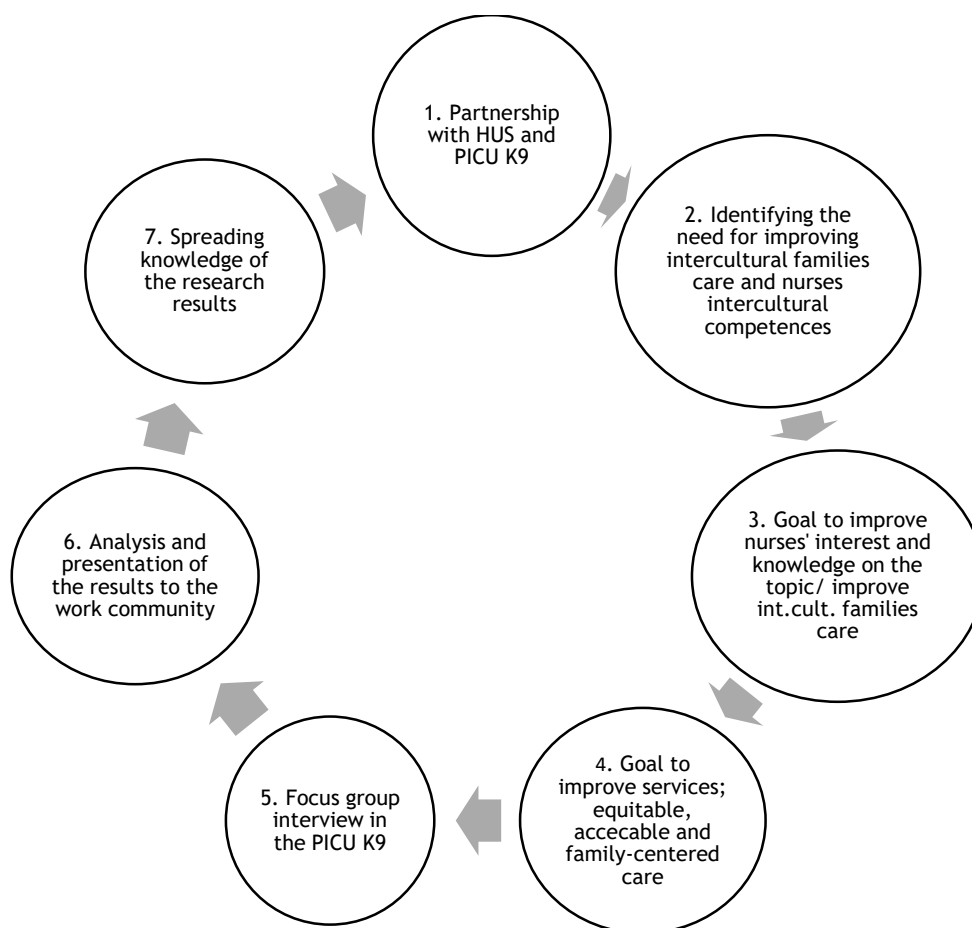 1. Partnership
with HUS and
PICU K9
2. Identifying the
need for improving
intercultural families
care and nurses
intercultural
competences
3. Goal to improve
nurses' interest and
knowledge on the
topic/ improve
int.cult. families
care
4. Goal to
improve services;
equitable,
accecable and
family-centered
care
5. Focus group
interview in
the PICU K9
6. Analysis and
presentation of
the results to the
work community
7. Spreading
knowledge of
the research
results